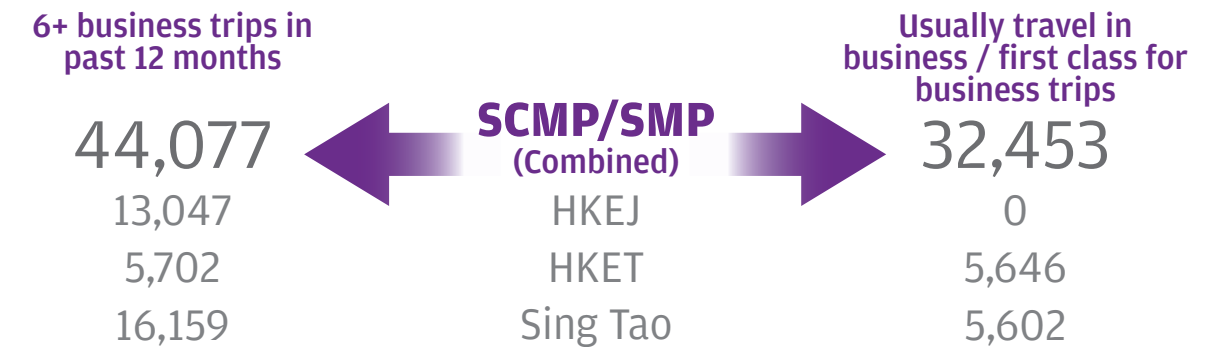 6+ business trips in
past 12 months
Usually travel in
business / first class for
business trips
44,077
SCMP/SMP
(Combined)
32,453
13,047 HKEJ 0
5,702 HKET 5,646
16,159 Sing Tao 5,602